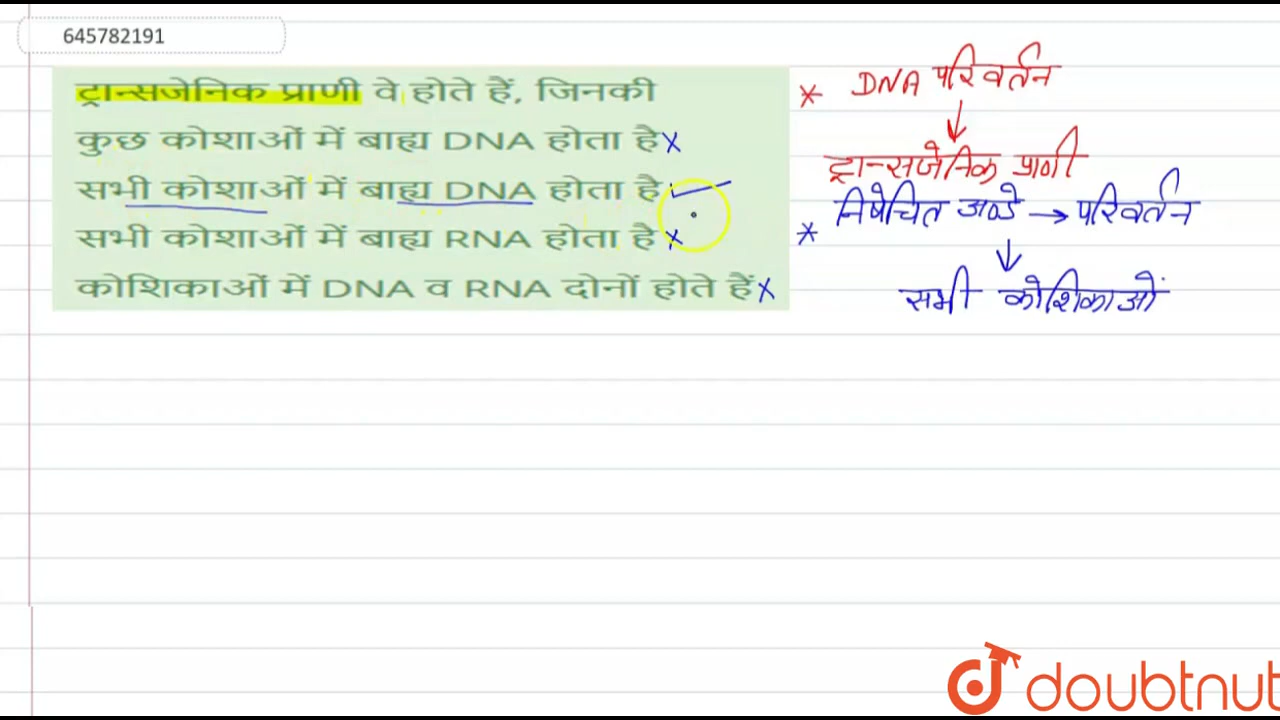 645782191
ट्रान्सजेनिक प्राणी वे होते हैं, जिनकी
कुछ कोशाओं में बाह्य DNA होता है x
सभी कोशाओं में बाह्य DNA होता है ✓
सभी कोशाओं में बाह्य RNA होता है x
कोशिकाओं में DNA व RNA दोनों होते हैं x
* DNA परिवर्तन
↓
ट्रान्सजेनिक प्राणी
* निषेचित अण्डे → परिवर्तन
↓
सभी कोशिकाओं
doubtnut